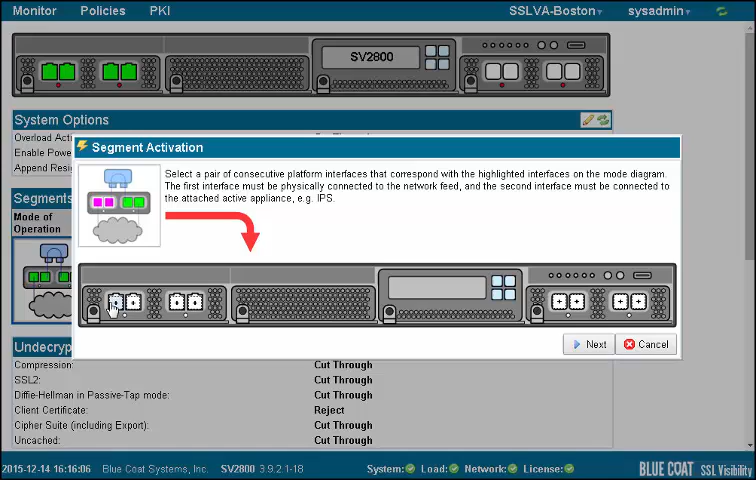 Monitor Policies PKI SSLVA-Boston sysadmin
SV2800
System Options
Overload Act
Enable Power
Append Resig
Segment Activation
Select a pair of consecutive platform interfaces that correspond with the highlighted interfaces on the mode diagram.
The first interface must be physically connected to the network feed, and the second interface must be connected to
the attached active appliance, e.g. IPS.
Segments
Mode of
Operation
Next Cancel
Undecryp
Compression: Cut Through
SSL2: Cut Through
Diffie-Hellman in Passive-Tap mode: Cut Through
Client Certificate: Reject
Cipher Suite (including Export): Cut Through
Uncached: Cut Through
2015-12-14 16:16:06 Blue Coat Systems, Inc. SV2800 3.9.2.1-18 System: Load: Network: License: BLUE COAT SSL Visibility